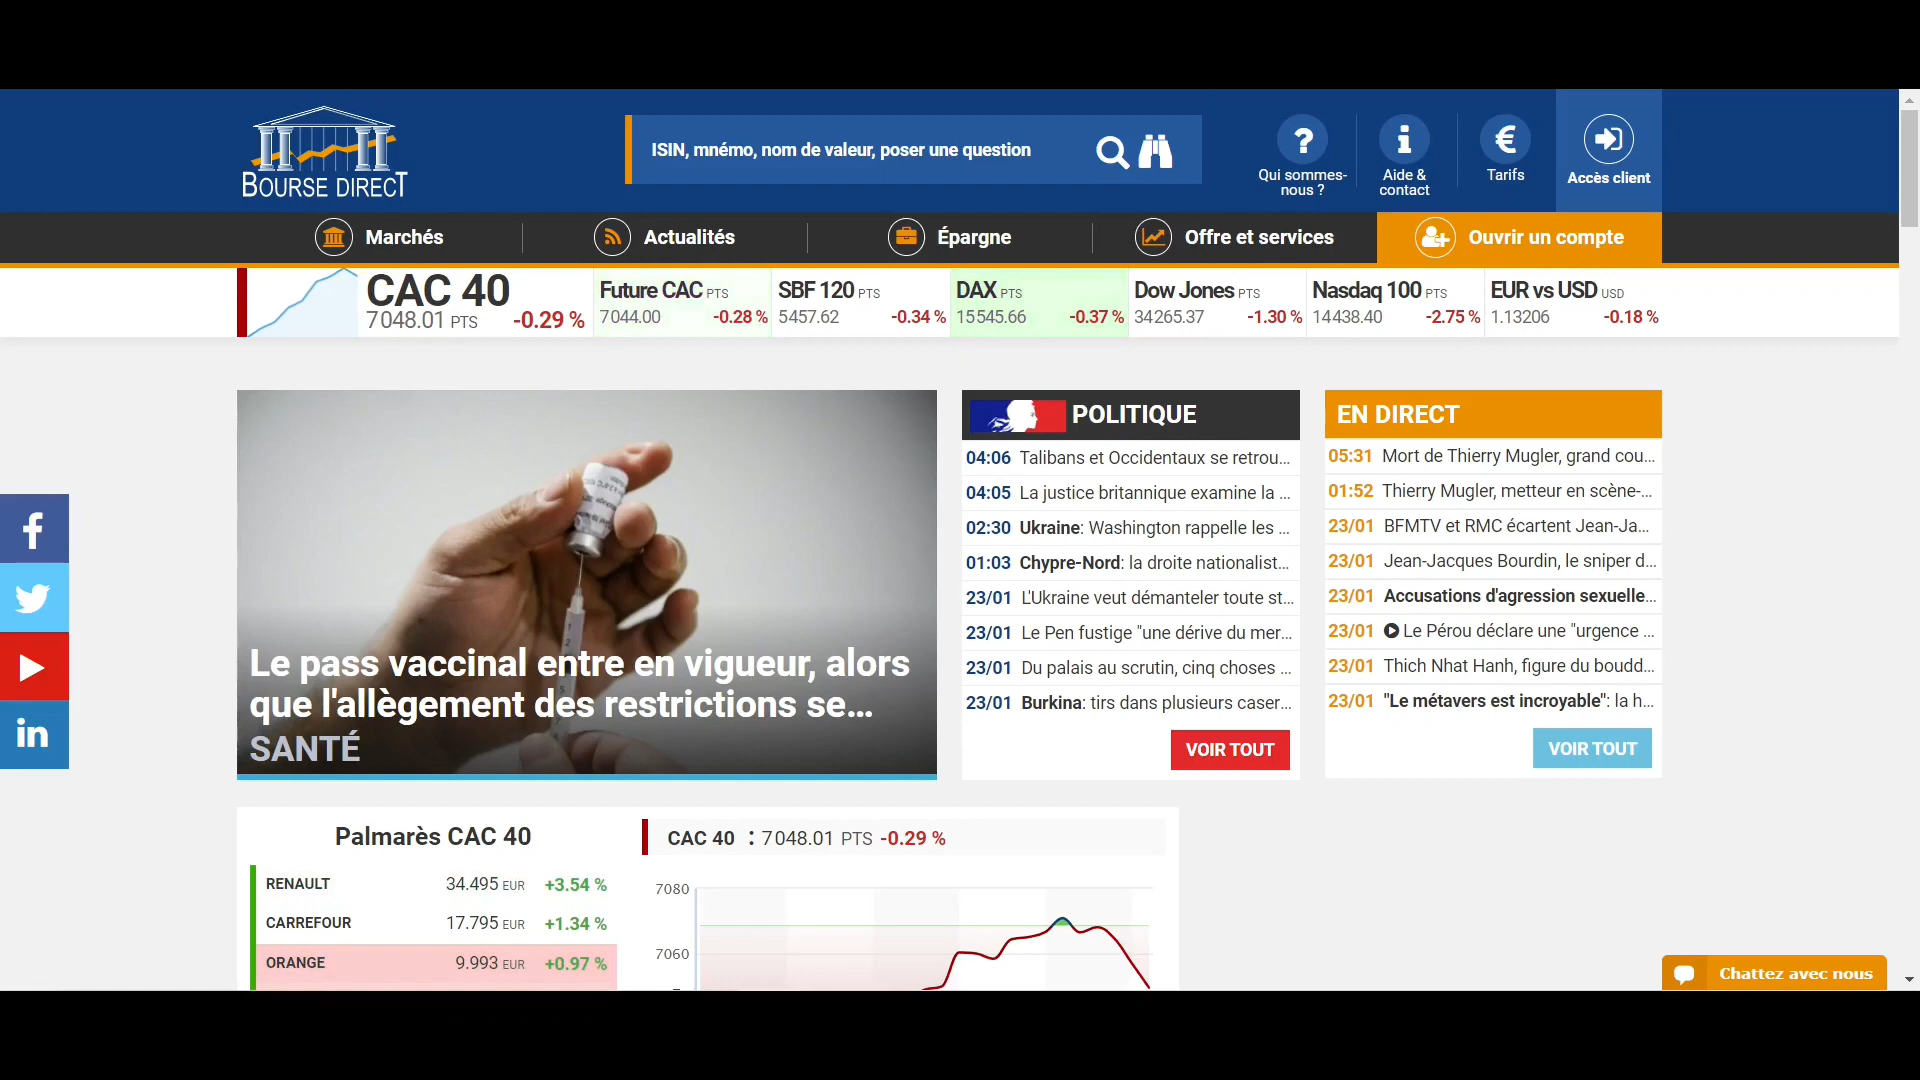 BOURSE DIRECT
ISIN, mnémo, nom de valeur, poser une question
Qui sommes-
nous ?
Aide &
contact
Tarifs
Accès client
Marchés
Actualités
Épargne
Offre et services
Ouvrir un compte
CAC 40
7048.01 PTS -0.29 %
Future CAC PTS
7044.00 -0.28 %
SBF 120 PTS
5457.62 -0.34 %
DAX PTS
15545.66 -0.37 %
Dow Jones PTS
34265.37 -1.30 %
Nasdaq 100 PTS
14438.40 -2.75 %
EUR vs USD USD
1.13206 -0.18 %
Le pass vaccinal entre en vigueur, alors
que l'allègement des restrictions se...
SANTÉ
POLITIQUE
04:06 Talibans et Occidentaux se retrou...
04:05 La justice britannique examine la ...
02:30 Ukraine: Washington rappelle les ...
01:03 Chypre-Nord: la droite nationalist...
23/01 L'Ukraine veut démanteler toute st...
23/01 Le Pen fustige "une dérive du mer...
23/01 Du palais au scrutin, cinq choses ...
23/01 Burkina: tirs dans plusieurs caser...
VOIR TOUT
EN DIRECT
05:31 Mort de Thierry Mugler, grand cou...
01:52 Thierry Mugler, metteur en scène-...
23/01 BFMTV et RMC écartent Jean-Ja...
23/01 Jean-Jacques Bourdin, le sniper d...
23/01 Accusations d'agression sexuelle...
23/01 Le Pérou déclare une "urgence ...
23/01 Thich Nhat Hanh, figure du boudd...
23/01 "Le métavers est incroyable": la h...
VOIR TOUT
Palmarès CAC 40
RENAULT 34.495 EUR +3.54 %
CARREFOUR 17.795 EUR +1.34 %
ORANGE 9.993 EUR +0.97 %
CAC 40 : 7048.01 PTS -0.29 %
7080
7060
Chattez avec nous